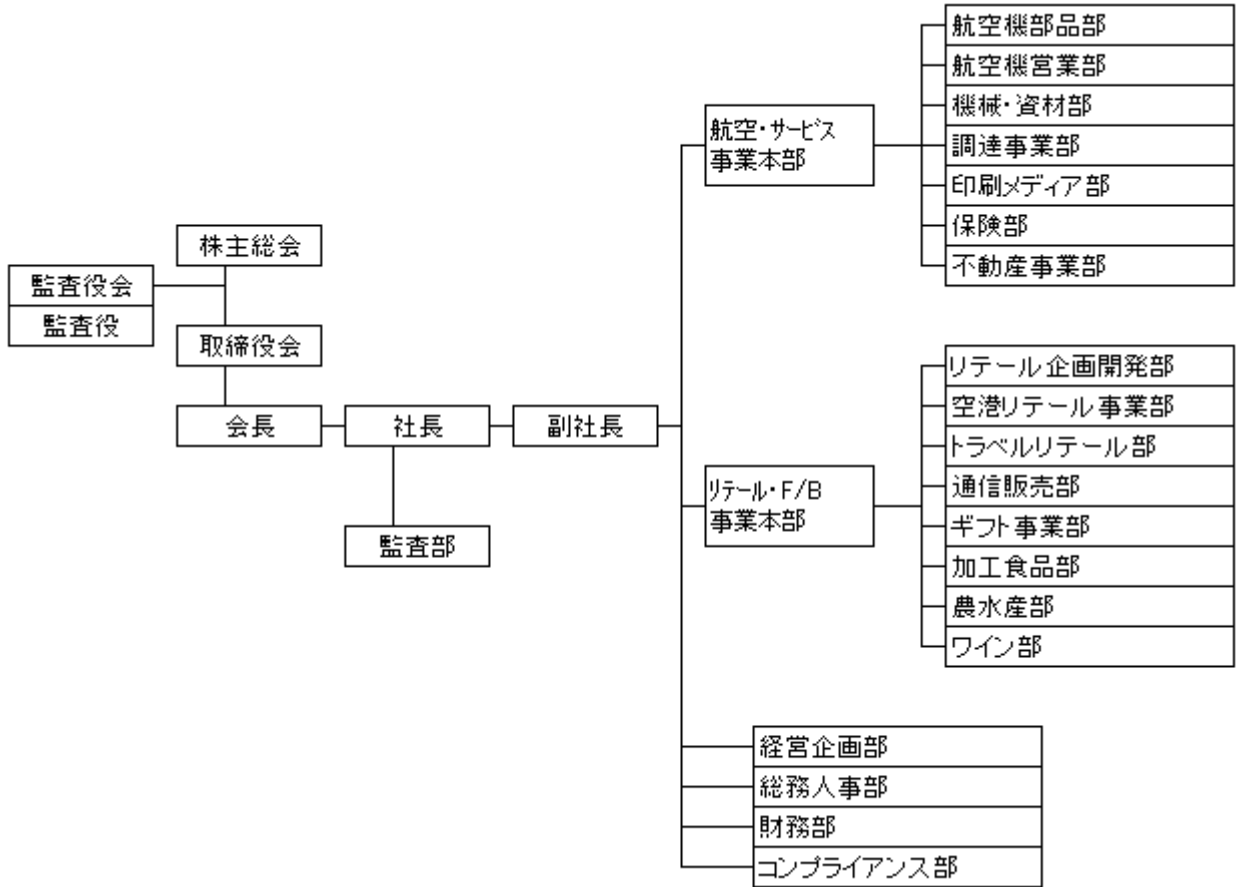 株主総会
監査役会
監査役
取締役会
会長
社長
副社長
監査部
航空・サービス
事業本部
航空機部品部
航空機営業部
機械・資材部
調達事業部
印刷メディア部
保険部
不動産事業部
リテール・F/B
事業本部
リテール企画開発部
空港リテール事業部
トラベルリテール部
通信販売部
ギフト事業部
加工食品部
農水産部
ワイン部
経営企画部
総務人事部
財務部
コンプライアンス部